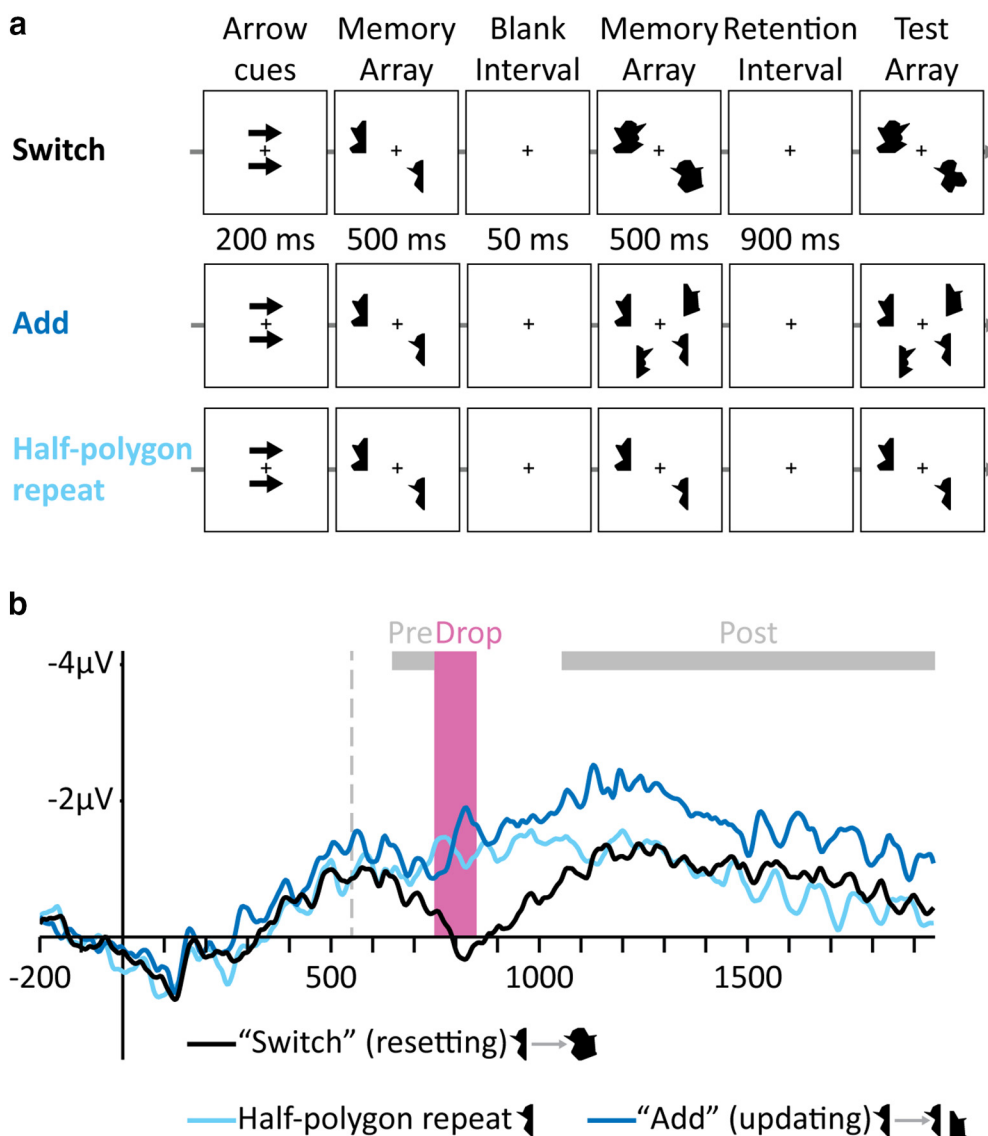 a
Arrow cues
Memory Array
Blank Interval
Memory Array
Retention Interval
Test Array
Switch
200 ms 500 ms 50 ms 500 ms 900 ms
Add
Half-polygon
repeat
b
Pre Drop Post
-4µV
-2µV
-200 500 1000 1500
"Switch" (resetting)
Half-polygon repeat "Add" (updating)